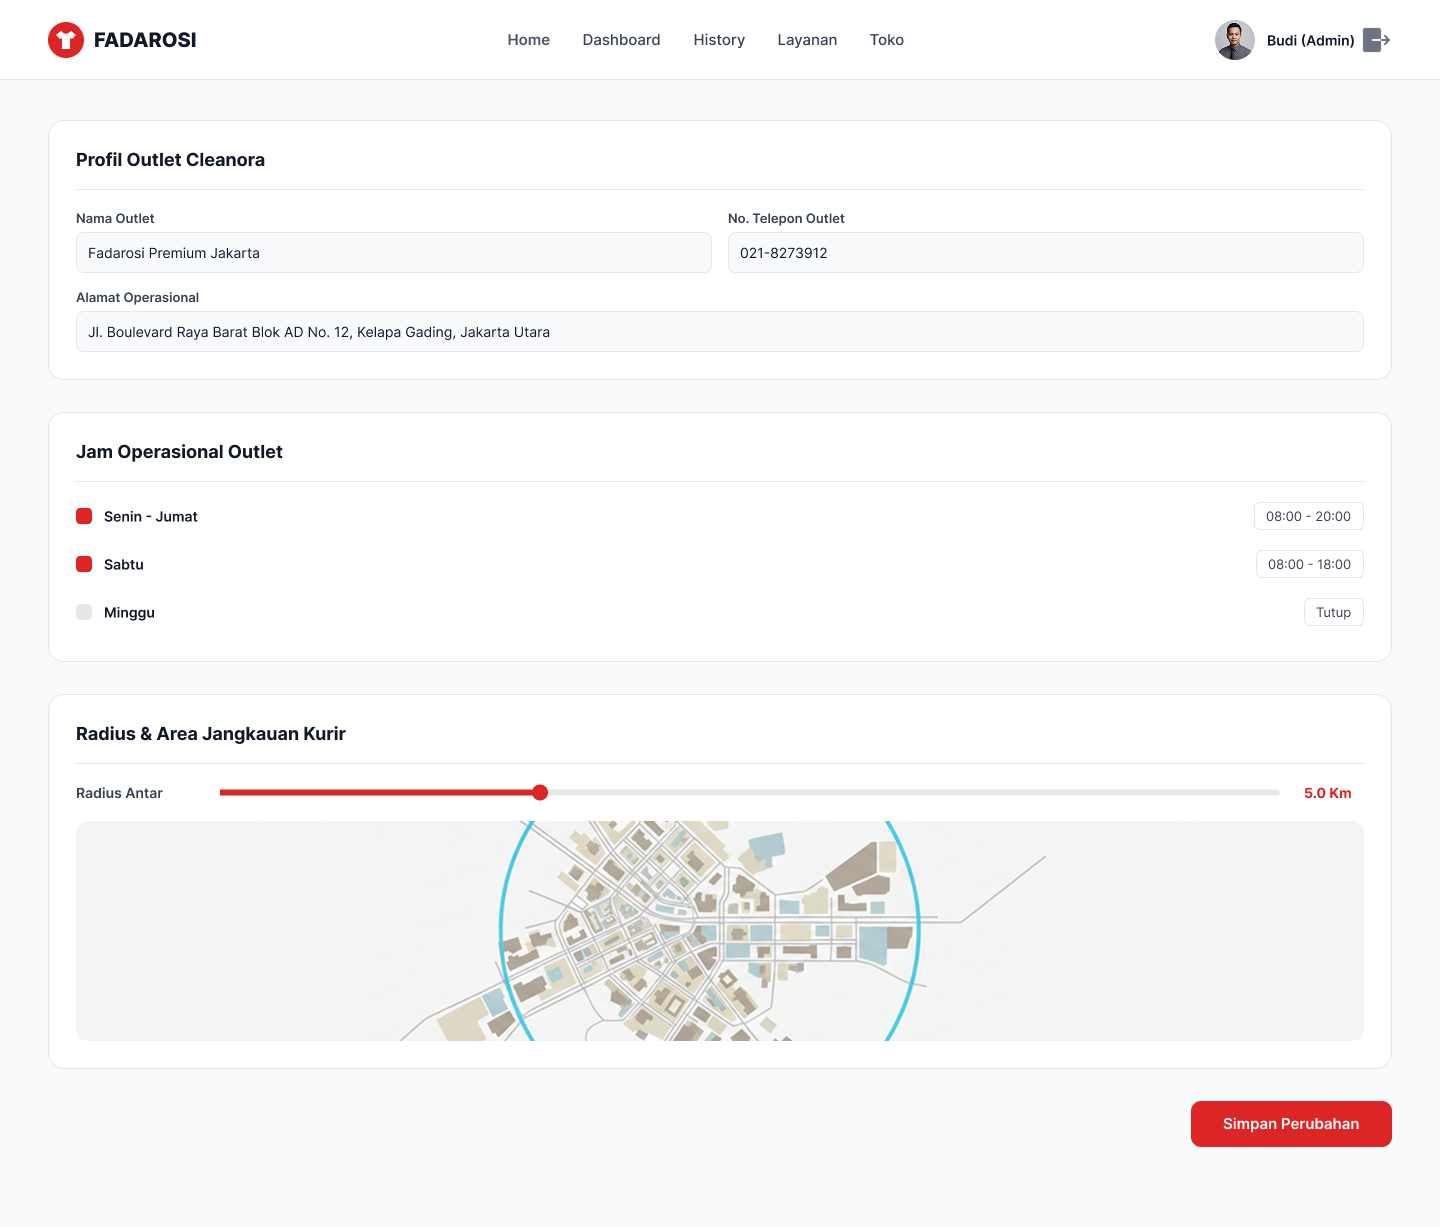 FADAROSI
Home Dashboard History Layanan Toko
Budi (Admin)
Profil Outlet Cleanora
Nama Outlet
Fadarosi Premium Jakarta
No. Telepon Outlet
021-8273912
Alamat Operasional
Jl. Boulevard Raya Barat Blok AD No. 12, Kelapa Gading, Jakarta Utara
Jam Operasional Outlet
Senin - Jumat 08:00 - 20:00
Sabtu 08:00 - 18:00
Minggu Tutup
Radius & Area Jangkauan Kurir
Radius Antar 5.0 Km
Simpan Perubahan